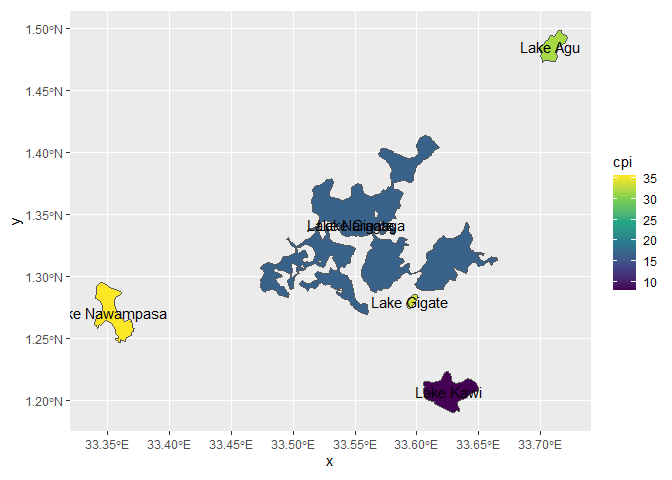 1.50°N
Lake Agu
1.45°N
1.40°N
cpi
35
30
25
20
15
10
1.35°N
y
1.30°N
Lake Gigate
ke Nawampasa
1.25°N
Lake Kawi
1.20°N
33.35°E 33.40°E 33.45°E 33.50°E 33.55°E 33.60°E 33.65°E 33.70°E
x